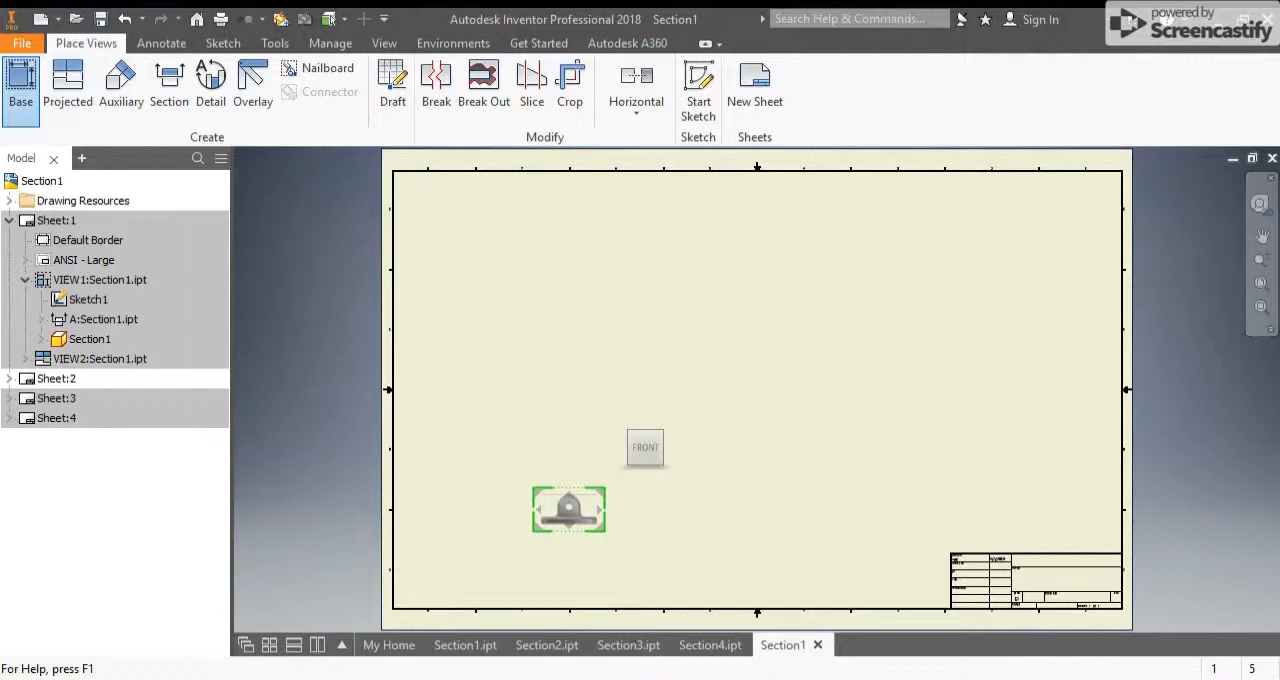 PRO
Autodesk Inventor Professional 2018 Section1
Search Help & Commands...
Sign In
powered by
Screencastify
File Place Views Annotate Sketch Tools Manage View Environments Get Started Autodesk A360
Base
Projected
Auxiliary
Section
Detail
Overlay
Nailboard
Connector
Draft
Break
Break Out
Slice
Crop
Horizontal
Start
Sketch
New Sheet
Create
Modify
Sketch
Sheets
Model
Section1
Drawing Resources
Sheet:1
Default Border
ANSI - Large
VIEW1:Section1.ipt
Sketch1
A:Section1.ipt
Section1
VIEW2:Section1.ipt
Sheet:2
Sheet:3
Sheet:4
2D
FRONT
My Home Section1.ipt Section2.ipt Section3.ipt Section4.ipt Section1
For Help, press F1
1 5